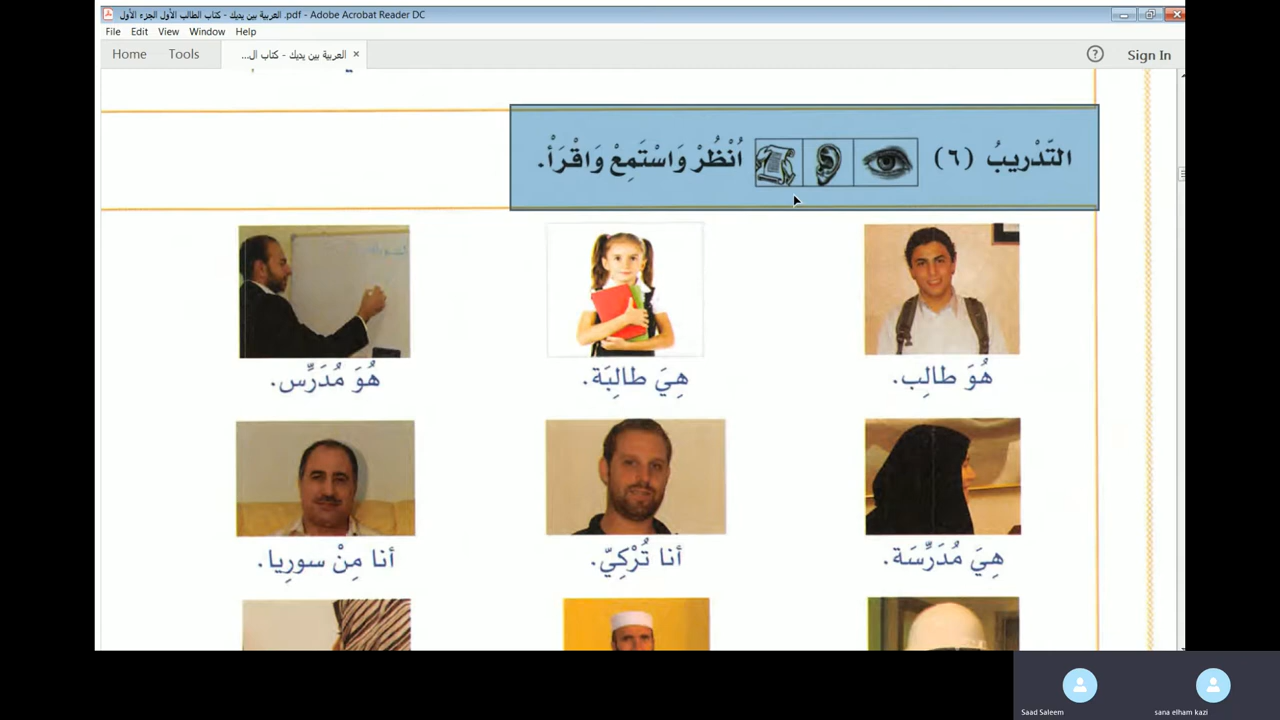 العربية بين يديك - كتاب الطالب الأول الجزء الأول .pdf - Adobe Acrobat Reader DC
File Edit View Window Help
Home Tools العربية بين يديك - كتاب ال... × Sign In
التَّدْرِيبُ (٦) اُنْظُرْ وَاسْتَمِعْ وَاقْرَأْ.
هُوَ طالِب. هِيَ طالِبَة. هُوَ مُدَرِّس.
هِيَ مُدَرِّسَة. أنا تُرْكِيّ. أنا مِنْ سورِيا.
Saad Saleem sana elham kazi